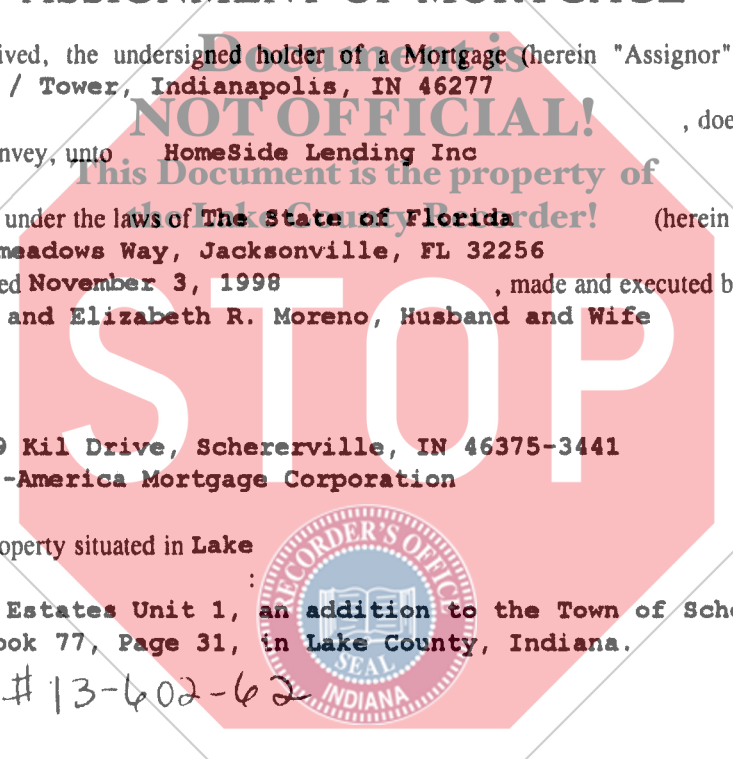 ASSIGNMENT OF MORTGAGE
ived, the undersigned holder of a Mortgage (herein "Assignor"
/ Tower, Indianapolis, IN 46277
, doe
nvey, unto HomeSide Lending Inc
under the laws of The State of Florida (herein
meadows Way, Jacksonville, FL 32256
ed November 3, 1998 , made and executed b
and Elizabeth R. Moreno, Husband and Wife
9 Kil Drive, Schererville, IN 46375-3441
-America Mortgage Corporation
operty situated in Lake
:
Estates Unit 1, an addition to the Town of Sche
ook 77, Page 31, in Lake County, Indiana.
# 13-602-62
Document is
NOT OFFICIAL!
This Document is the property of
the Lake County Recorder!
STOP
RECORDER'S OFFICE
SEAL
INDIANA